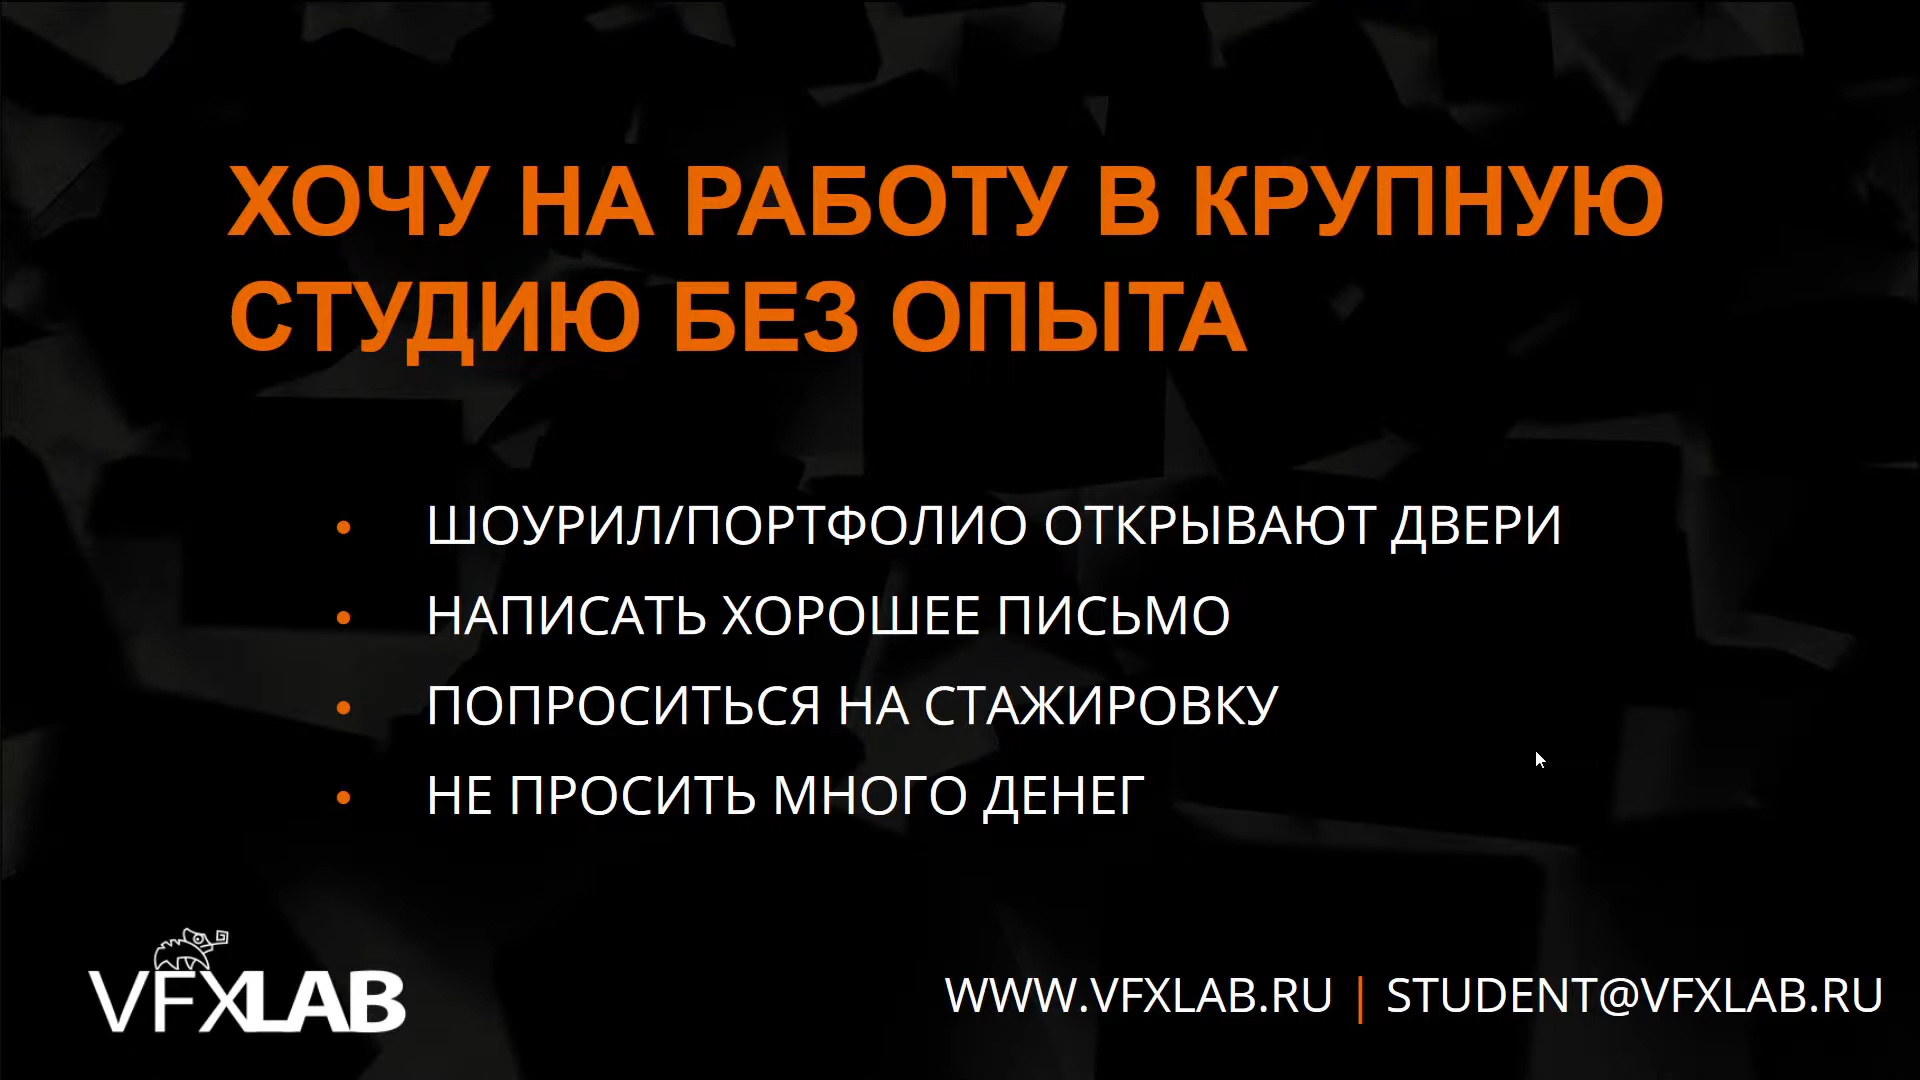 ХОЧУ НА РАБОТУ В КРУПНУЮ
СТУДИЮ БЕЗ ОПЫТА
• ШОУРИЛ/ПОРТФОЛИО ОТКРЫВАЮТ ДВЕРИ
• НАПИСАТЬ ХОРОШЕЕ ПИСЬМО
• ПОПРОСИТЬСЯ НА СТАЖИРОВКУ
• НЕ ПРОСИТЬ МНОГО ДЕНЕГ
VFXLAB
WWW.VFXLAB.RU | STUDENT@VFXLAB.RU